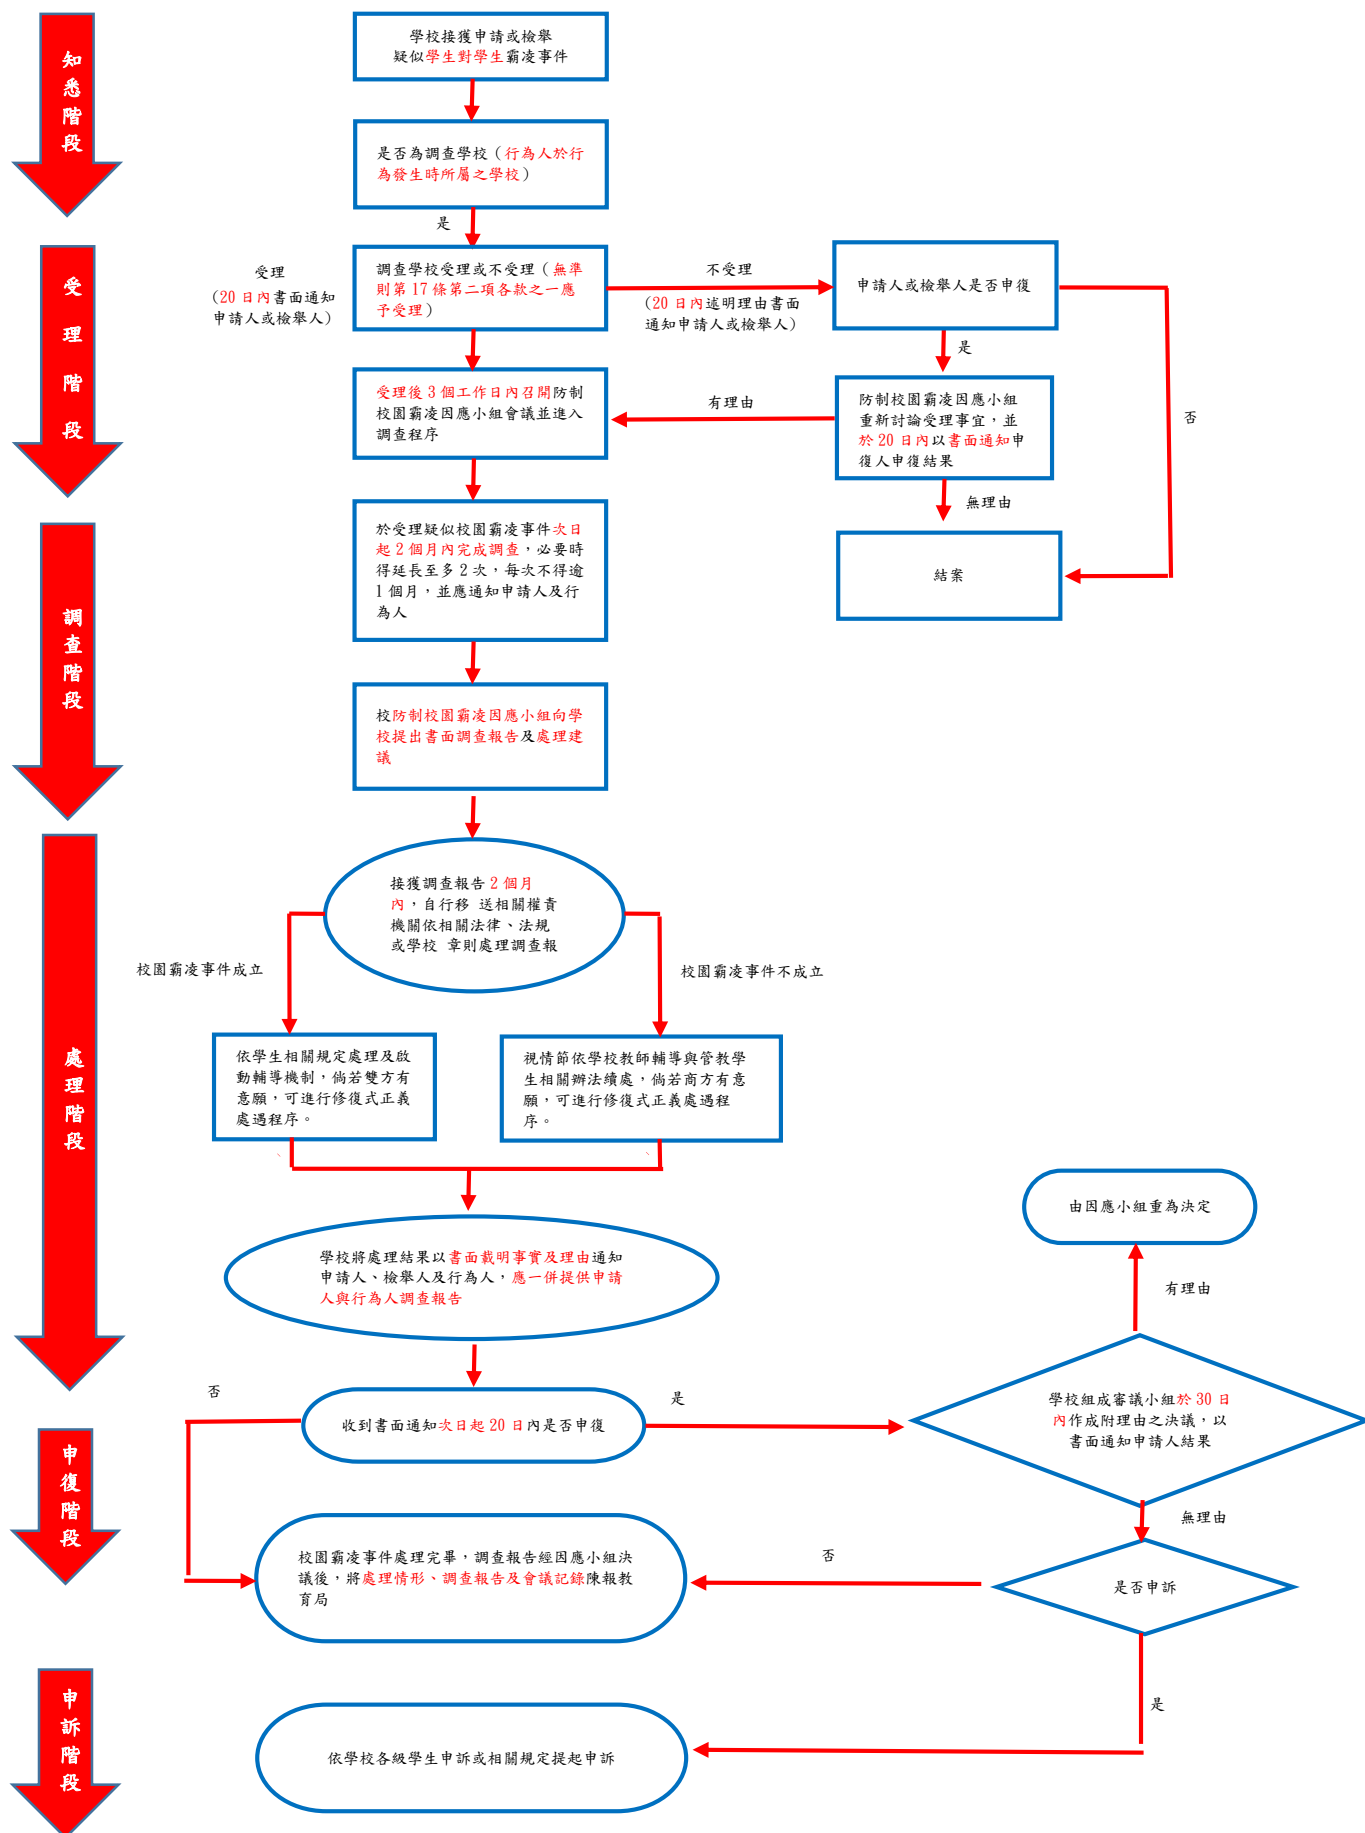 知悉階段
學校接獲申請或檢舉
疑似學生對學生霸凌事件
是否為調查學校（行為人於行
為發生時所屬之學校）
是
受理階段
受理
（20 日內書面通知
申請人或檢舉人）
調查學校受理或不受理（無準
則第 17 條第二項各款之一應
予受理）
不受理
（20 日內述明理由書面
通知申請人或檢舉人）
申請人或檢舉人是否申復
是
否
受理後 3 個工作日內召開防制
校園霸凌因應小組會議並進入
調查程序
有理由
防制校園霸凌因應小組
重新討論受理事宜，並
於 20 日內以書面通知申
復人申復結果
無理由
結案
調查階段
於受理疑似校園霸凌事件次日
起 2 個月內完成調查，必要時
得延長至多 2 次，每次不得逾
1 個月，並應通知申請人及行
為人
校防制校園霸凌因應小組向學
校提出書面調查報告及處理建
議
處理階段
接獲調查報告 2 個月
內，自行移 送相關權責
機關依相關法律、法規
或學校 章則處理調查報
校園霸凌事件成立
校園霸凌事件不成立
依學生相關規定處理及啟
動輔導機制，倘若雙方有
意願，可進行修復式正義
處遇程序。
視情節依學校教師輔導與管教學
生相關辦法續處，倘若商方有意
願，可進行修復式正義處遇程
序。
、
、
學校將處理結果以書面載明事實及理由通知
申請人、檢舉人及行為人，應一併提供申請
人與行為人調查報告
由因應小組重為決定
有理由
申復階段
否
收到書面通知次日起 20 日內是否申復
是
學校組成審議小組於 30 日
內作成附理由之決議，以
書面通知申請人結果
無理由
校園霸凌事件處理完畢，調查報告經因應小組決
議後，將處理情形、調查報告及會議記錄陳報教
育局
否
是否申訴
是
申訴階段
依學校各級學生申訴或相關規定提起申訴